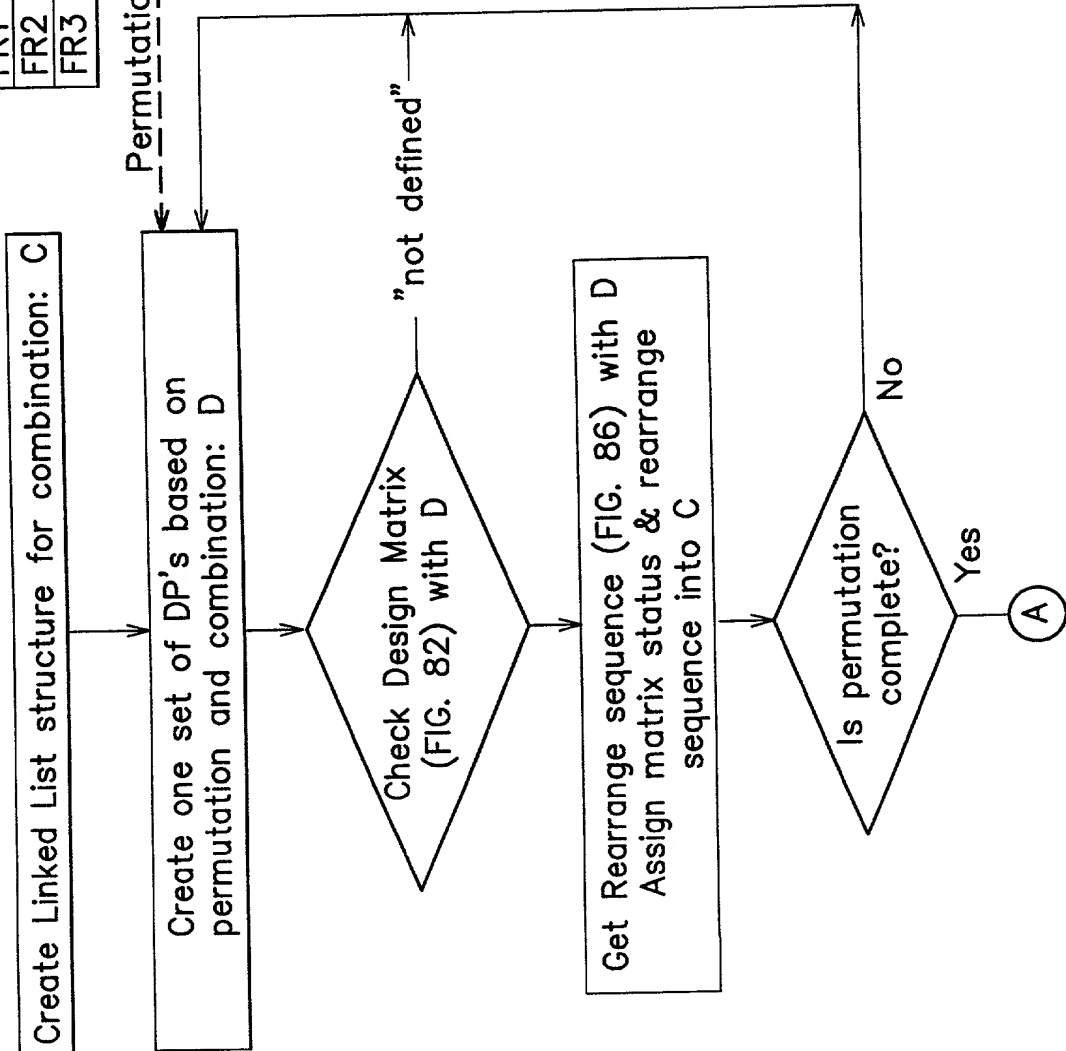 FR2
FR3
Create Linked List structure for combination: C
Create one set of DP's based on
permutation and combination: D
Check Design Matrix
(FIG. 82) with D
"not defined"
Get Rearrange sequence (FIG. 86) with D
Assign matrix status & rearrange
sequence into C
Is permutation
complete?
No
Yes
A